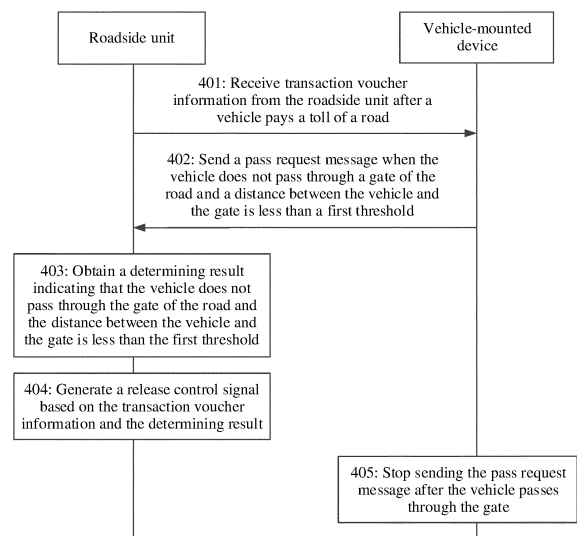 Roadside unit
Vehicle-mounted
device
401: Receive transaction voucher
information from the roadside unit after a
vehicle pays a toll of a road
402: Send a pass request message when the
vehicle does not pass through a gate of the
road and a distance between the vehicle and
the gate is less than a first threshold
403: Obtain a determining result
indicating that the vehicle does not
pass through the gate of the road and
the distance between the vehicle and
the gate is less than the first threshold
404: Generate a release control signal
based on the transaction voucher
information and the determining result
405: Stop sending the pass request
message after the vehicle passes
through the gate